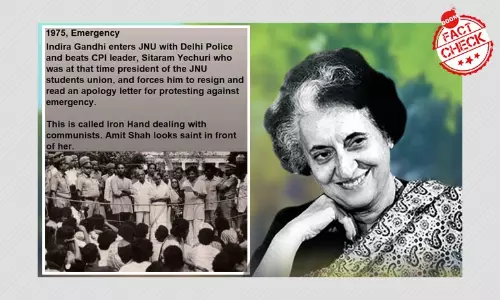 1975, Emergency
Indira Gandhi enters JNU with Delhi Police
and beats CPI leader, Sitaram Yechuri who
was at that time president of the JNU
students union, and forces him to resign and
read an apology letter for protesting against
emergency.
This is called Iron Hand dealing with
communists. Amit Shah looks saint in front
of her.
BOOM
FACT
CHECK